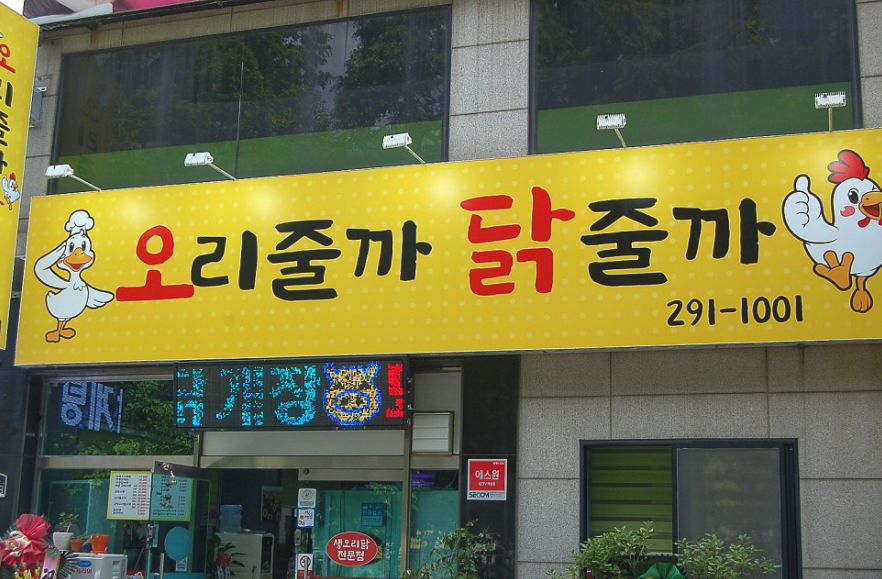 오리줄까 닭줄까
291-1001
개장
에스원
SECOM
생오리닭
전문점